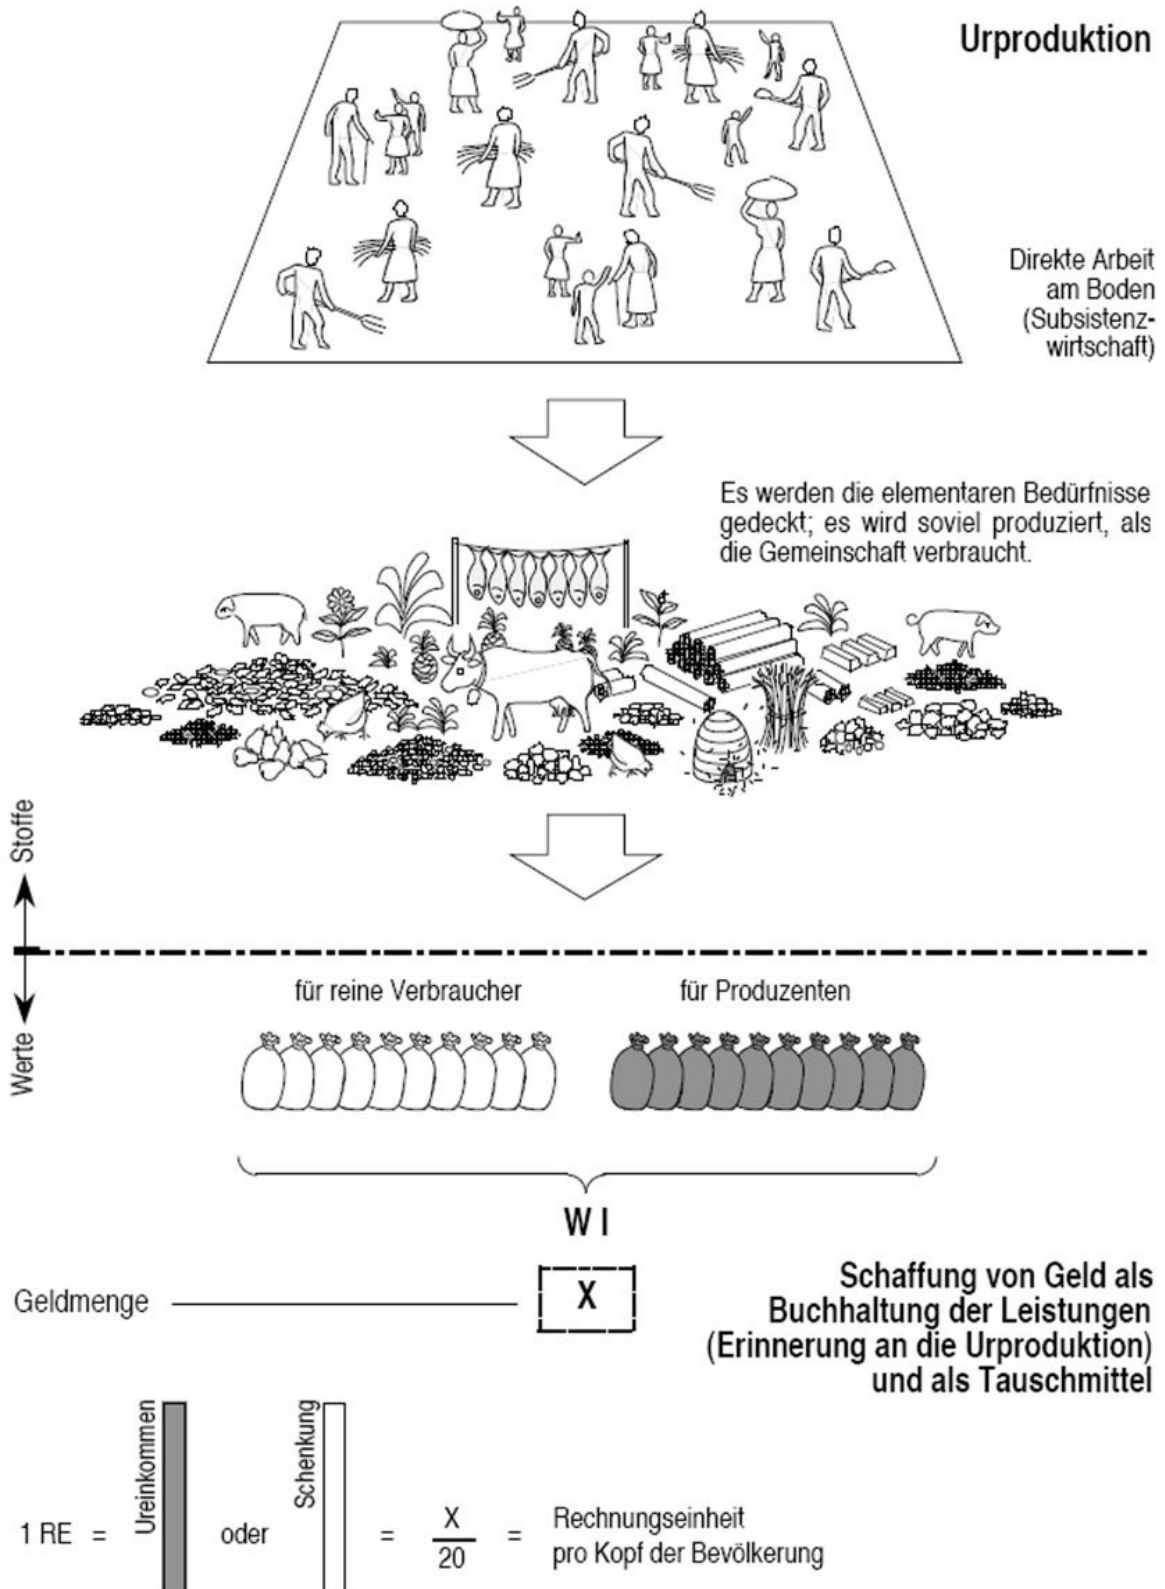 Urproduktion
Direkte Arbeit
am Boden
(Subsistenz-
wirtschaft)
Es werden die elementaren Bedürfnisse
gedeckt; es wird soviel produziert, als
die Gemeinschaft verbraucht.
Stoffe
Werte
für reine Verbraucher
für Produzenten
W I
Geldmenge
X
Schaffung von Geld als
Buchhaltung der Leistungen
(Erinnerung an die Urproduktion)
und als Tauschmittel
1 RE =
Ureinkommen
oder
Schenkung
=
X
20
=
Rechnungseinheit
pro Kopf der Bevölkerung